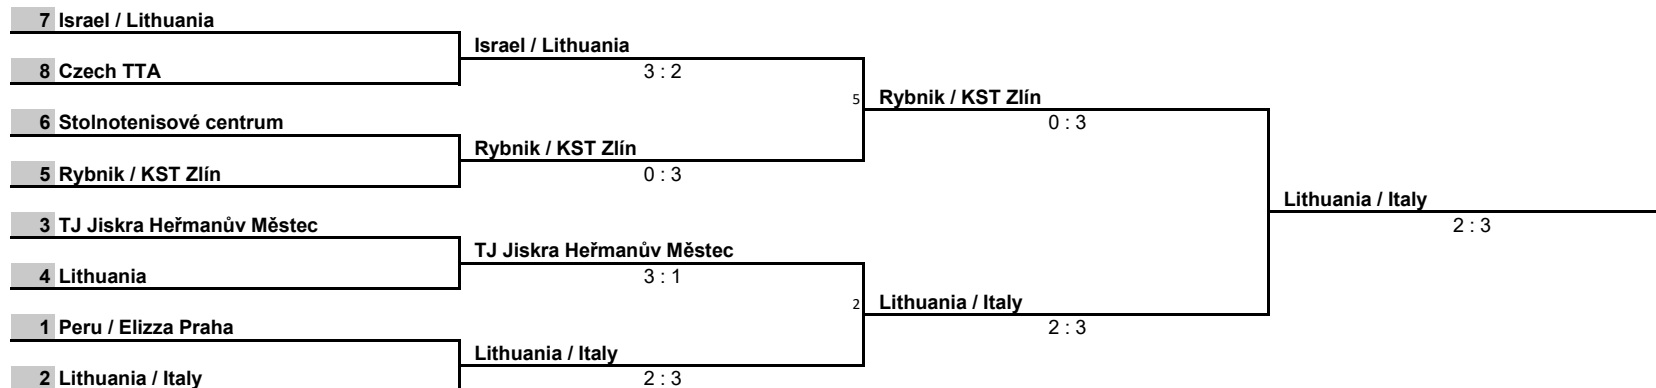 7 Israel / Lithuania
Israel / Lithuania
8 Czech TTA
3 : 2
5 Rybnik / KST Zlín
6 Stolnotenisové centrum
0 : 3
Rybnik / KST Zlín
5 Rybnik / KST Zlín
0 : 3
Lithuania / Italy
3 TJ Jiskra Heřmanův Městec
2 : 3
TJ Jiskra Heřmanův Městec
4 Lithuania
3 : 1
2 Lithuania / Italy
1 Peru / Elizza Praha
2 : 3
Lithuania / Italy
2 Lithuania / Italy
2 : 3